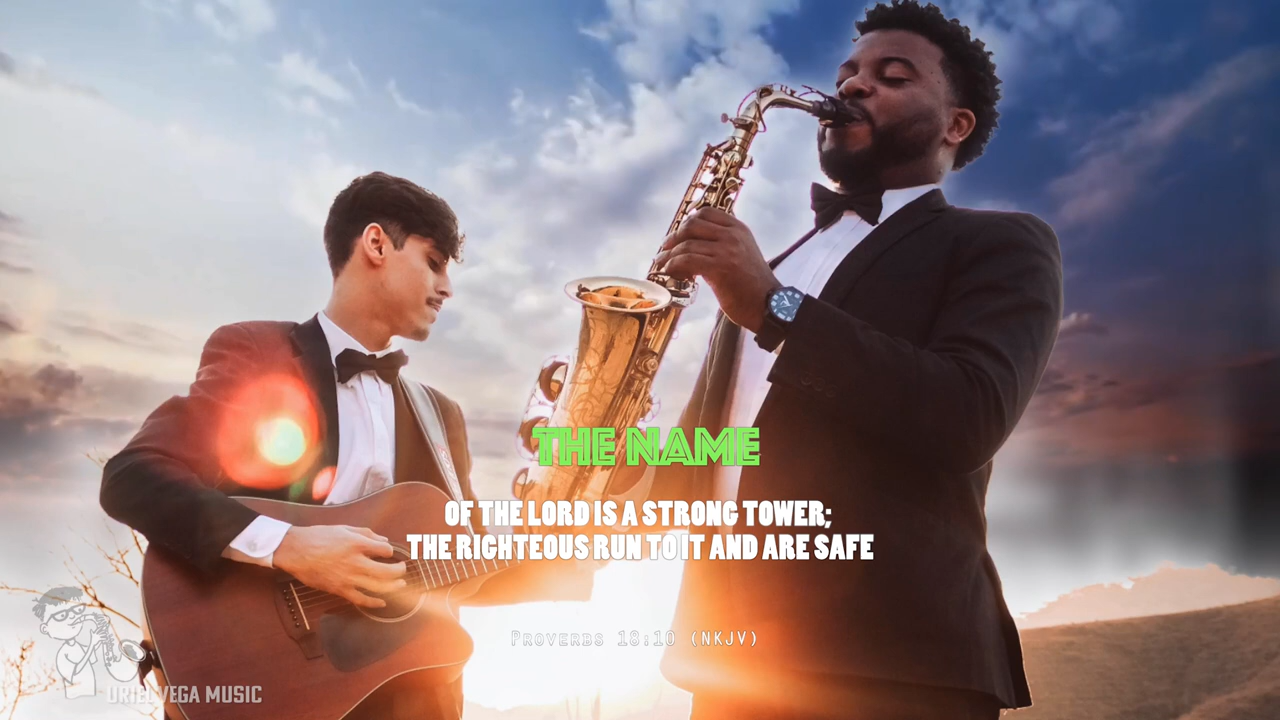 THE NAME
OF THE LORD IS A STRONG TOWER;
THE RIGHTEOUS RUN TO IT AND ARE SAFE
PROVERBS 18:10 (NKJV)
URIEL VEGA MUSIC